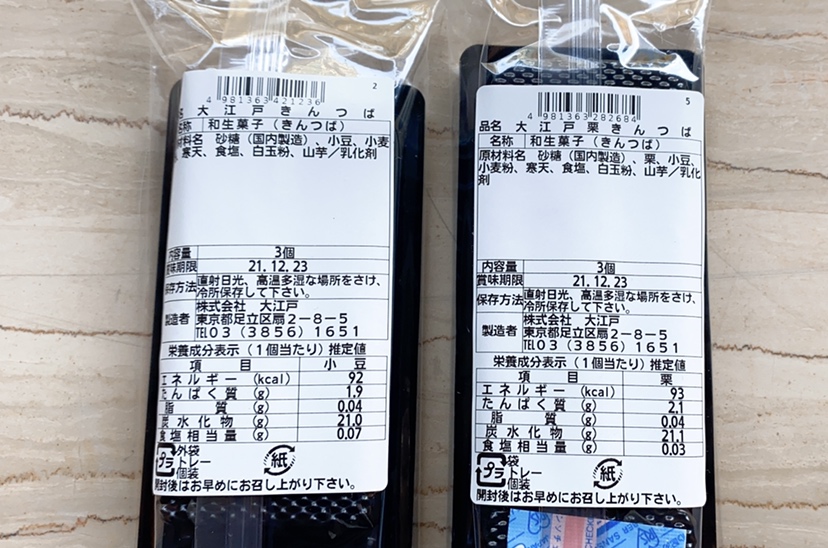 2
4 981363 421236
名 大江戸きんつば
名称 和生菓子(きんつば)
材料名 砂糖(国内製造)、小豆、小麦
、寒天、食塩、白玉粉、山芋/乳化剤
内容量 3個
賞味期限 21.12.23
保存方法 直射日光、高温多湿な場所をさけ、
冷所保存して下さい。
製造者 株式会社 大江戸
東京都足立区扇2-8-5
TEL03(3856)1651
栄養成分表示(1個当たり)推定値
項目 小豆
エネルギー(kcal) 92
たんぱく質(g) 1.9
脂質(g) 0.04
炭水化物(g) 21.0
食塩相当量(g) 0.07
プラ 外袋
トレー
個装
紙
開封後はお早めにお召し上がり下さい。
5
4 981363 282684
品名 大江戸栗きんつば
名称 和生菓子(きんつば)
原材料名 砂糖(国内製造)、栗、小豆、
小麦粉、寒天、食塩、白玉粉、山芋/乳化
剤
内容量 3個
賞味期限 21.12.23
保存方法 直射日光、高温多湿な場所をさけ、
冷所保存して下さい。
製造者 株式会社 大江戸
東京都足立区扇2-8-5
TEL03(3856)1651
栄養成分表示(1個当たり)推定値
項目 栗
エネルギー(kcal) 93
たんぱく質(g) 2.1
脂質(g) 0.04
炭水化物(g) 21.1
食塩相当量(g) 0.03
プラ 袋
トレー
個装
紙
開封後はお早めにお召し上がり下さい。